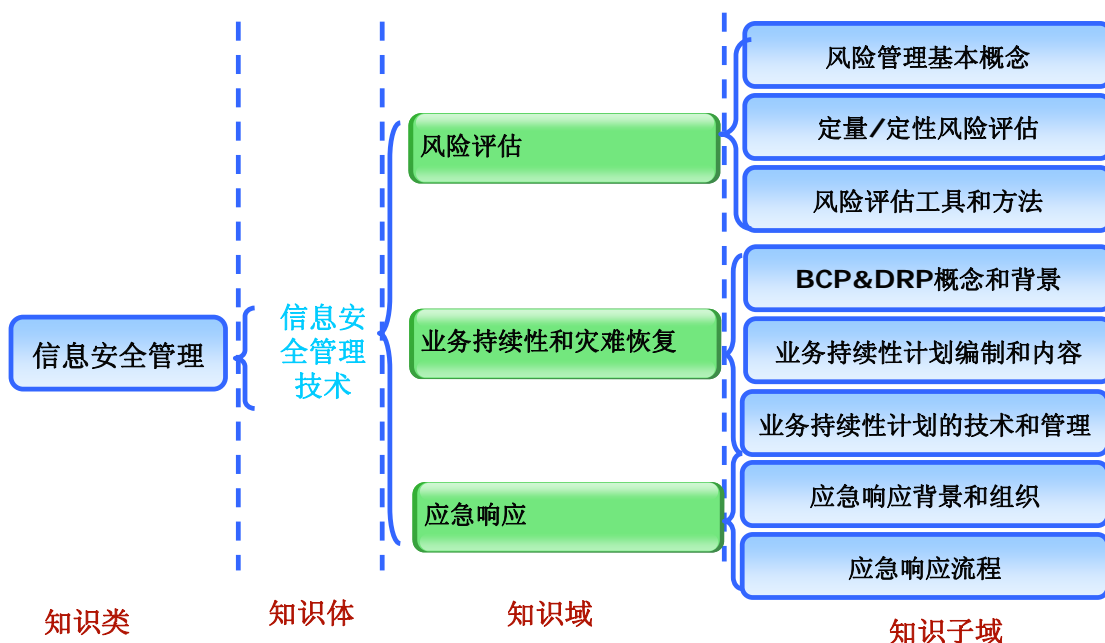 风险管理基本概念
定量/定性风险评估
风险评估
风险评估工具和方法
BCP&DRP概念和背景
信息安全管理
信息安
全管理
技术
业务持续性和灾难恢复
业务持续性计划编制和内容
业务持续性计划的技术和管理
应急响应背景和组织
应急响应
应急响应流程
知识类
知识体
知识域
知识子域